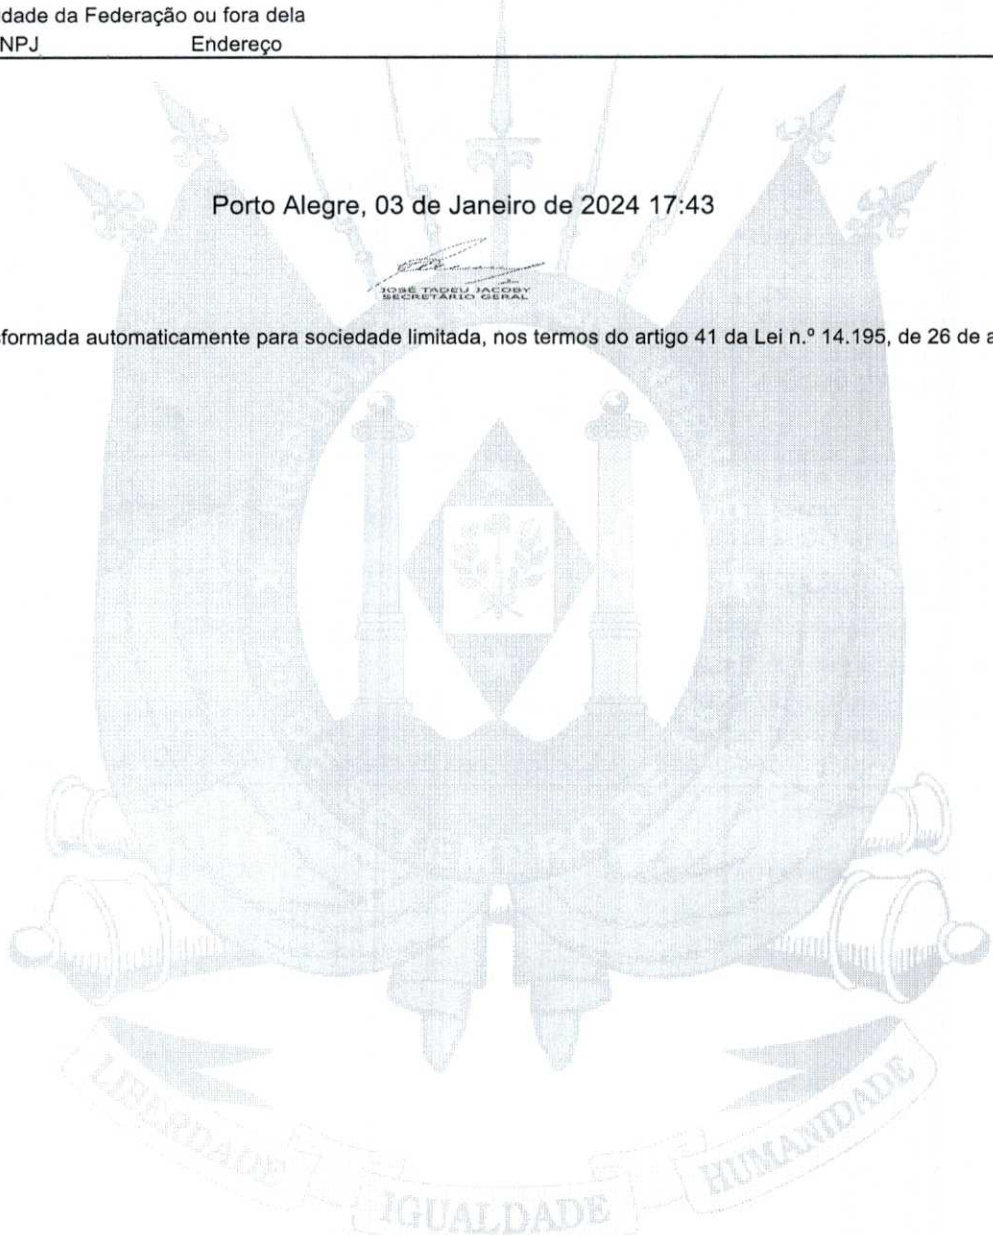 dade da Federação ou fora dela
NPJ Endereço
Porto Alegre, 03 de Janeiro de 2024 17:43
JOSÉ TADEU JACOBY
SECRETÁRIO GERAL
formada automaticamente para sociedade limitada, nos termos do artigo 41 da Lei n.º 14.195, de 26 de a
LIBERDADE
IGUALDADE
HUMANIDADE